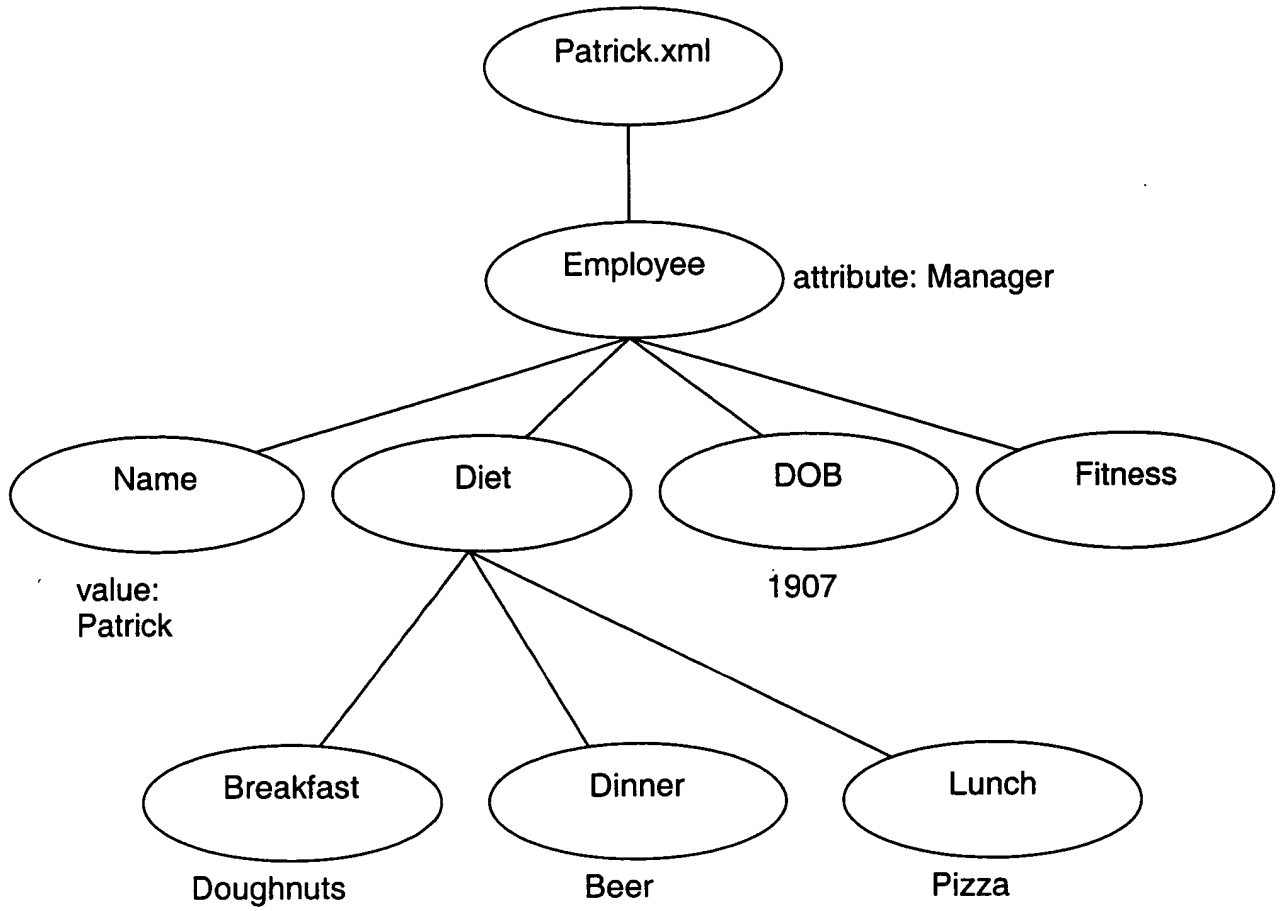 Patrick.xml
Employee
attribute: Manager
Name
Diet
DOB
Fitness
value:
Patrick
1907
Breakfast
Dinner
Lunch
Doughnuts
Beer
Pizza